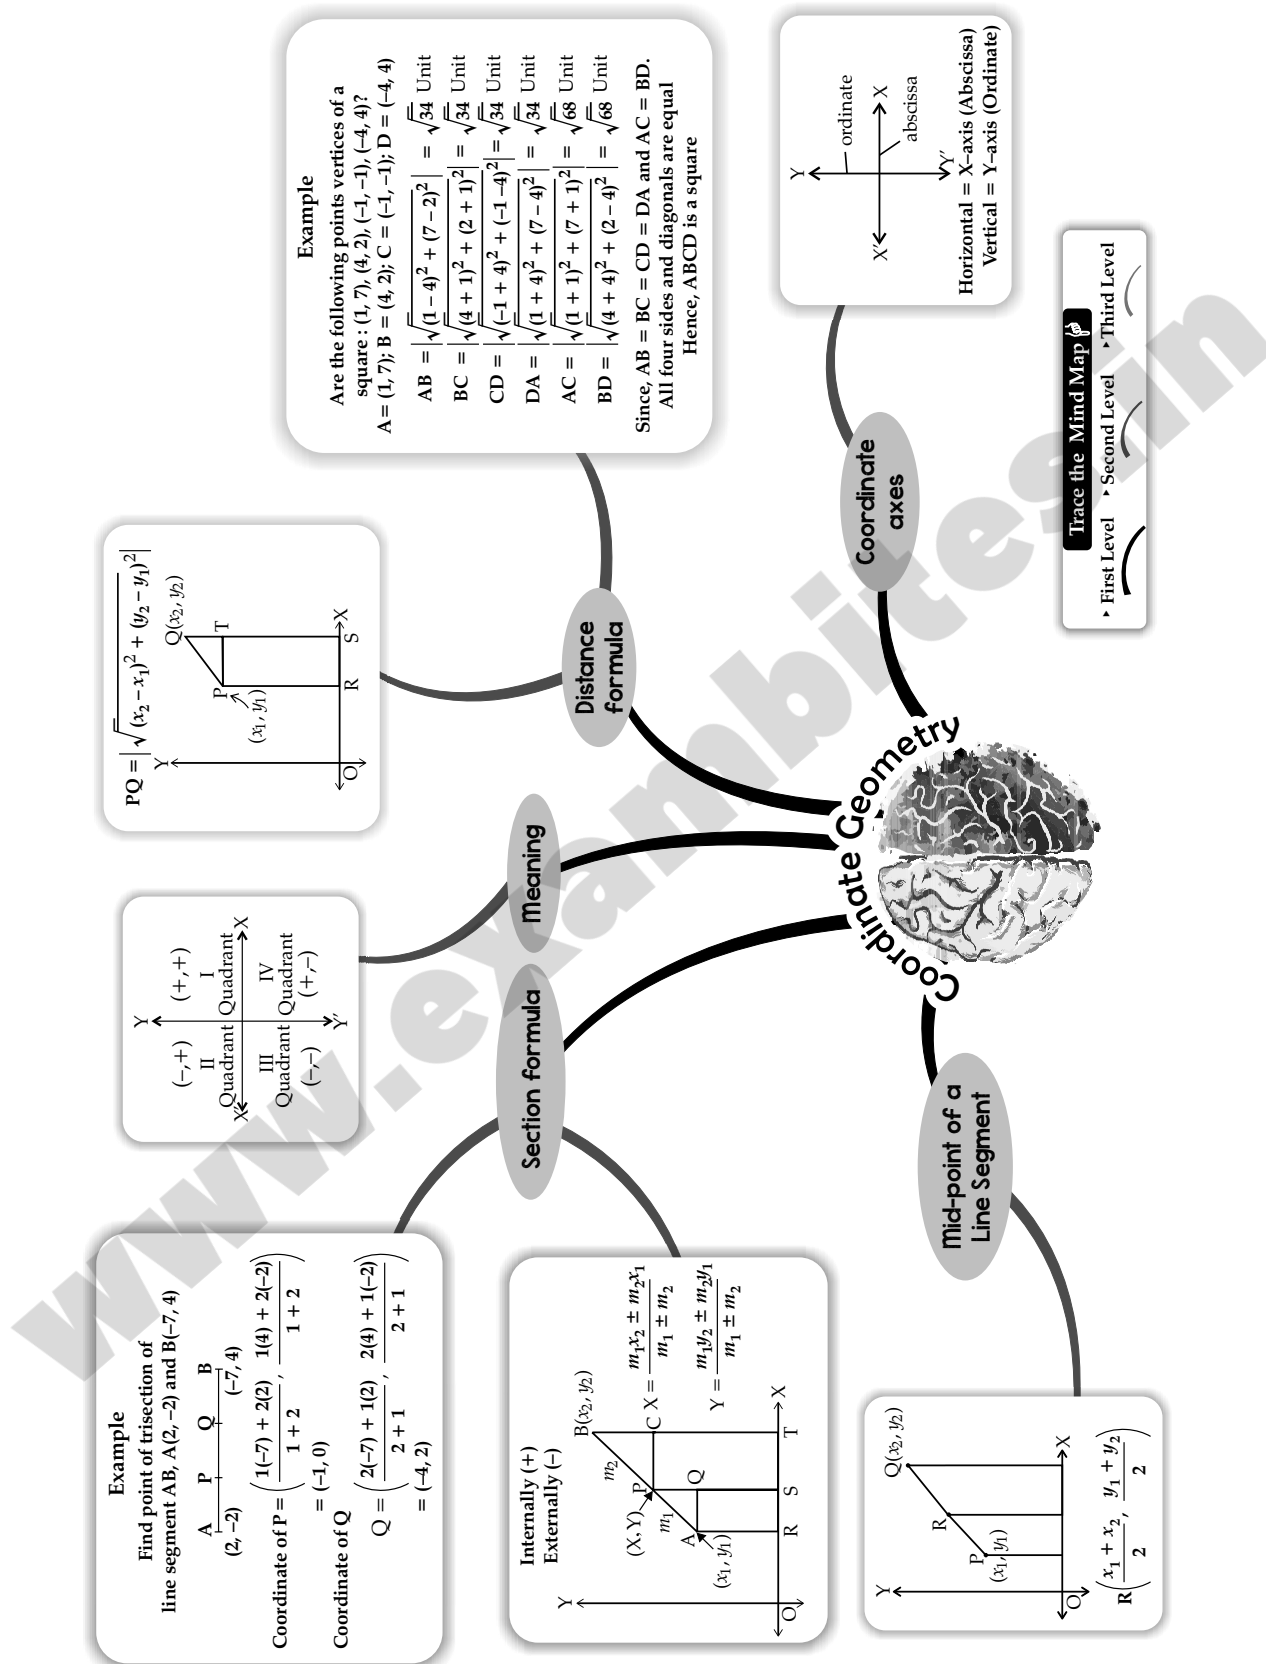 Example
Find point of trisection of
line segment AB, A(2, –2) and B(–7, 4)
A P Q B
(2, –2) (–7, 4)
Coordinate of P = ( 1(–7) + 2(2) / 1 + 2 , 1(4) + 2(–2) / 1 + 2 )
= (–1, 0)
Coordinate of Q
Q = ( 2(–7) + 1(2) / 2 + 1 , 2(4) + 1(–2) / 2 + 1 )
= (–4, 2)
Y
(–,+) (+,+)
II I
Quadrant Quadrant
X' X
III IV
Quadrant Quadrant
(–,–) (+,–)
Y'
PQ = |√(x₂ – x₁)² + (y₂ – y₁)²|
Y
Q(x₂, y₂)
P T
(x₁, y₁)
O R S X
Example
Are the following points vertices of a
square : (1, 7), (4, 2), (–1, –1), (–4, 4)?
A= (1, 7); B = (4, 2); C = (–1, –1); D = (–4, 4)
AB = |√(1 – 4)² + (7 – 2)²| = √34 Unit
BC = |√(4 + 1)² + (2 + 1)²| = √34 Unit
CD = |√(–1 + 4)² + (–1 –4)²| = √34 Unit
DA = |√(1 + 4)² + (7 – 4)²| = √34 Unit
AC = |√(1 + 1)² + (7 + 1)²| = √68 Unit
BD = |√(4 + 4)² + (2 – 4)²| = √68 Unit
Since, AB = BC = CD = DA and AC = BD.
All four sides and diagonals are equal
Hence, ABCD is a square
Section formula
Meaning
Distance
formula
Internally (+)
Externally (–)
Y
B(x₂, y₂)
m₂
(X, Y) P C
m₁
A Q
(x₁, y₁)
O R S T X
X = m₁x₂ ± m₂x₁ / m₁ ± m₂
Y = m₁y₂ ± m₂y₁ / m₁ ± m₂
Coordinate Geometry
Coordinate
axes
Y
ordinate
X' X
abscissa
Y'
Horizontal = X–axis (Abscissa)
Vertical = Y–axis (Ordinate)
Mid-point of a
Line Segment
Y
Q(x₂, y₂)
R
P
(x₁, y₁)
O X
R( x₁ + x₂ / 2 , y₁ + y₂ / 2 )
Trace the Mind Map
First Level Second Level Third Level
www.exambites.in